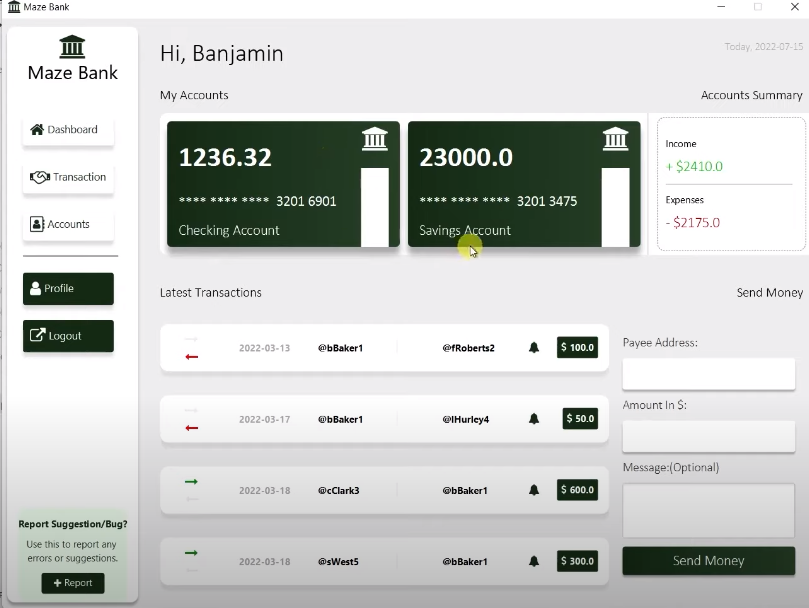 Maze Bank
Maze Bank
Dashboard
Transaction
Accounts
Profile
Logout
Report Suggestion/Bug?
Use this to report any
errors or suggestions.
+ Report
Hi, Banjamin
Today, 2022-07-15
My Accounts
Accounts Summary
1236.32
**** **** **** 3201 6901
Checking Account
23000.0
**** **** **** 3201 3475
Savings Account
Income
+ $2410.0
Expenses
- $2175.0
Latest Transactions
2022-03-13 @bBaker1 @fRoberts2 $ 100.0
2022-03-17 @bBaker1 @lHurley4 $ 50.0
2022-03-18 @cClark3 @bBaker1 $ 600.0
2022-03-18 @sWest5 @bBaker1 $ 300.0
Send Money
Payee Address:
Amount In $:
Message:(Optional)
Send Money